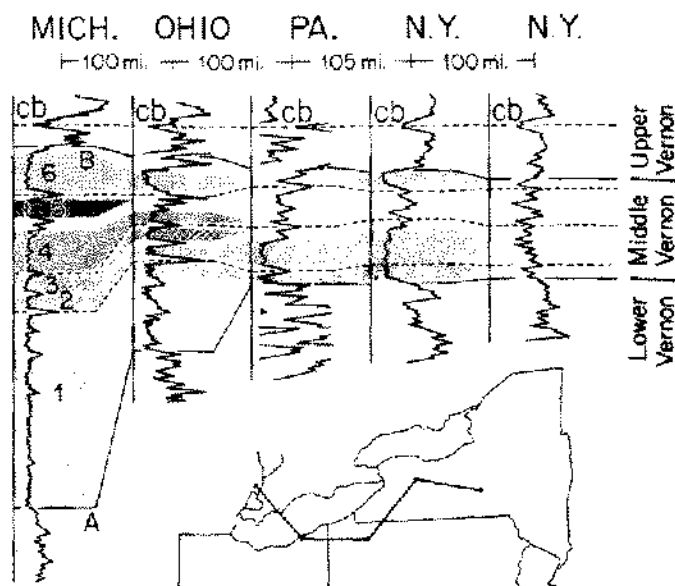 MICH. OHIO PA. N.Y. N.Y.
100 mi. 100 mi. 105 mi. 100 mi.
cb cb cb cb cb
B
6
4
3
2
1
A
Upper Vernon
Middle Vernon
Lower Vernon